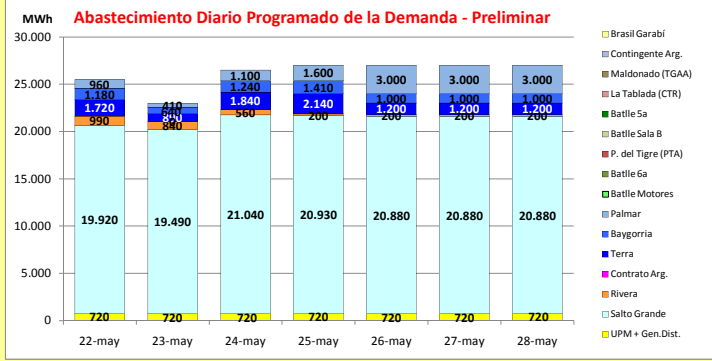 MWh Abastecimiento Diario Programado de la Demanda - Preliminar
30.000
25.000
20.000
15.000
10.000
5.000
0
960
1.180
1.720
990
19.920
720
410
640
840
19.490
720
1.100
1.240
1.840
560
21.040
720
1.600
1.410
2.140
200
20.930
720
3.000
1.000
1.200
200
20.880
720
3.000
1.000
1.200
200
20.880
720
3.000
1.000
1.200
200
20.880
720
22-may 23-may 24-may 25-may 26-may 27-may 28-may
Brasil Garabí
Contingente Arg.
Maldonado (TGAA)
La Tablada (CTR)
Batlle 5a
Batlle Sala B
P. del Tigre (PTA)
Batlle 6a
Batlle Motores
Palmar
Baygorria
Terra
Contrato Arg.
Rivera
Salto Grande
UPM + Gen.Dist.